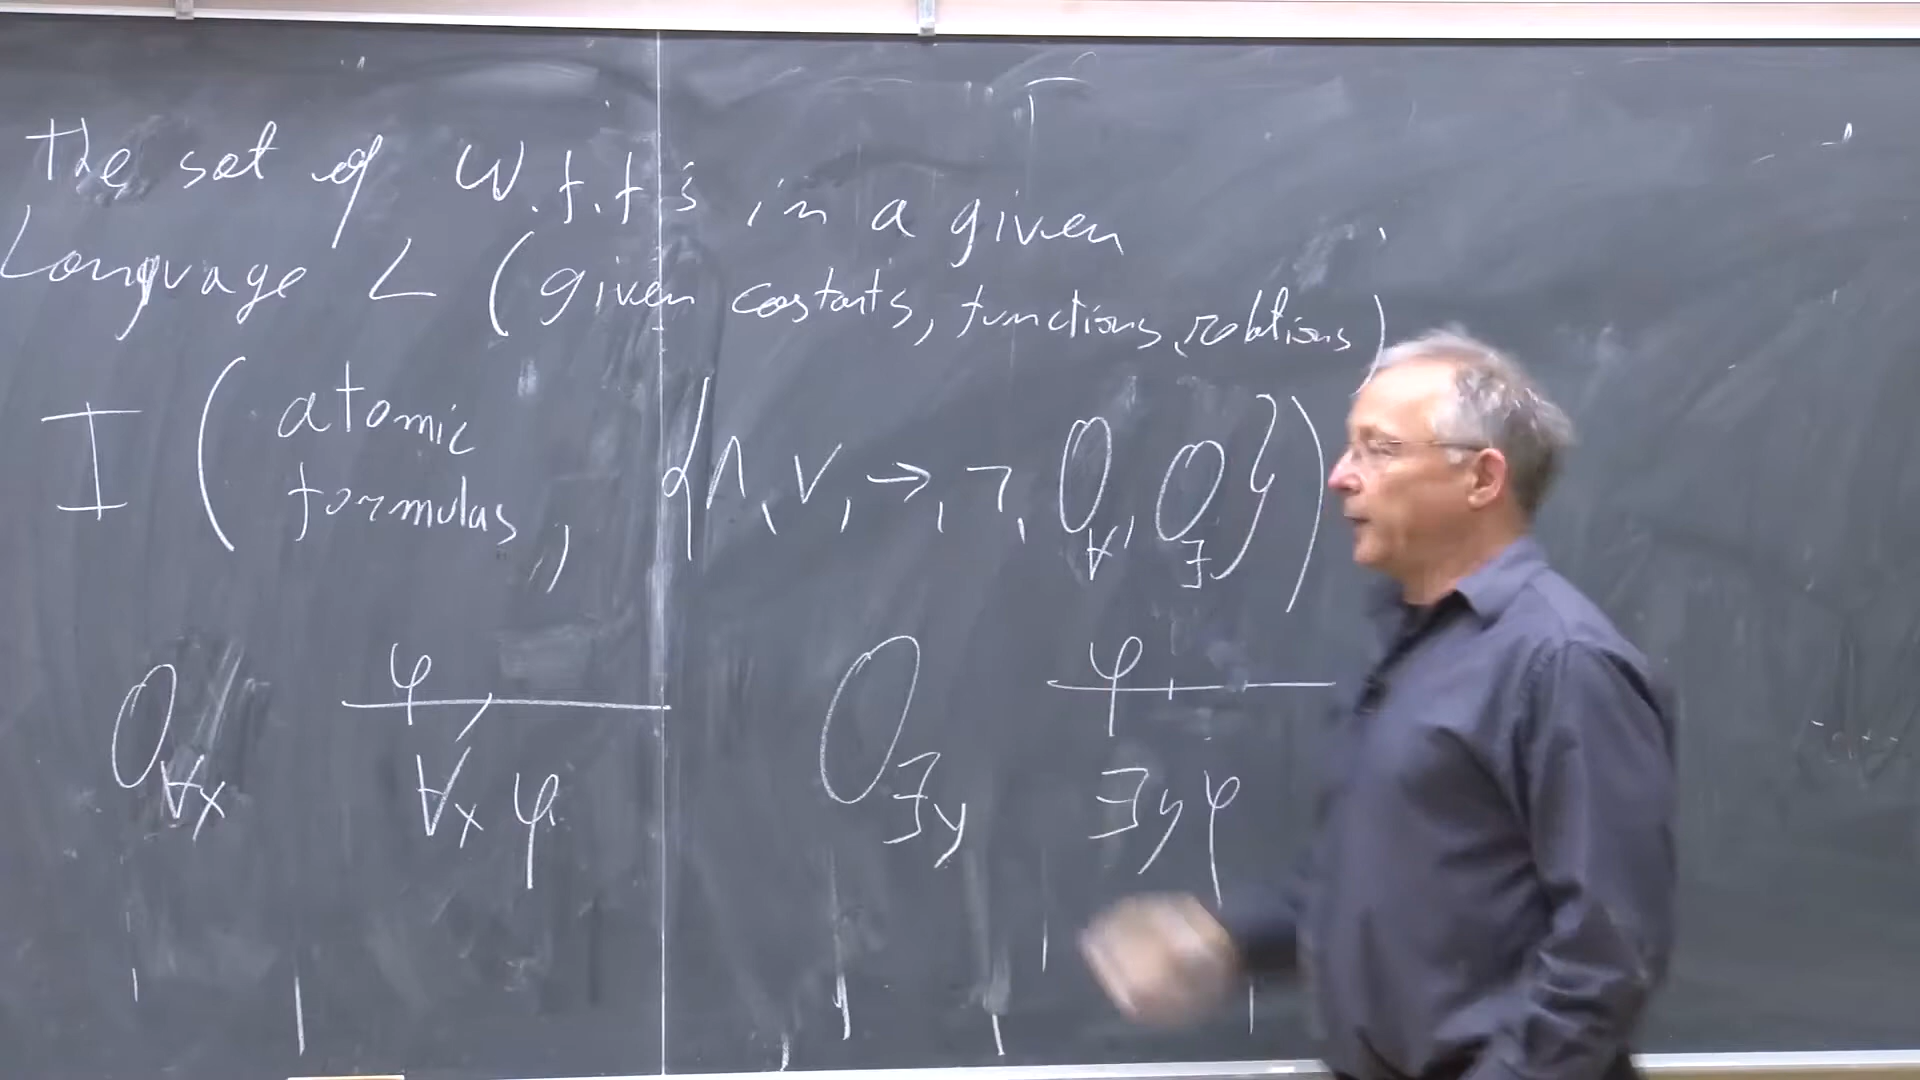 The set of w.f.f.'s in a given
Language L (given costants, functions, relations)
I ( atomic formulas, {∧, ∨, →, ¬, O∀, O∃})
O∀x φ / ∀x φ O∃y φ / ∃y φ